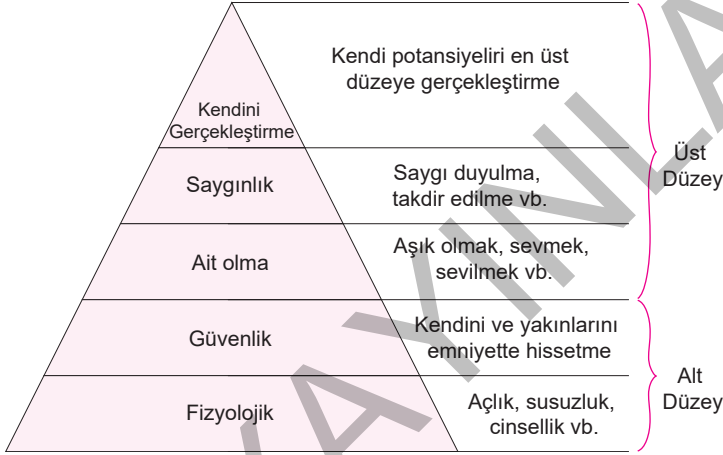 Kendi potansiyeliri en üst
düzeye gerçekleştirme
Kendini
Gerçekleştirme
Üst
Düzey
Saygınlık
Saygı duyulma,
takdir edilme vb.
Ait olma
Aşık olmak, sevmek,
sevilmek vb.
Güvenlik
Kendini ve yakınlarını
emniyette hissetme
Alt
Düzey
Fizyolojik
Açlık, susuzluk,
cinsellik vb.
YAYINLA